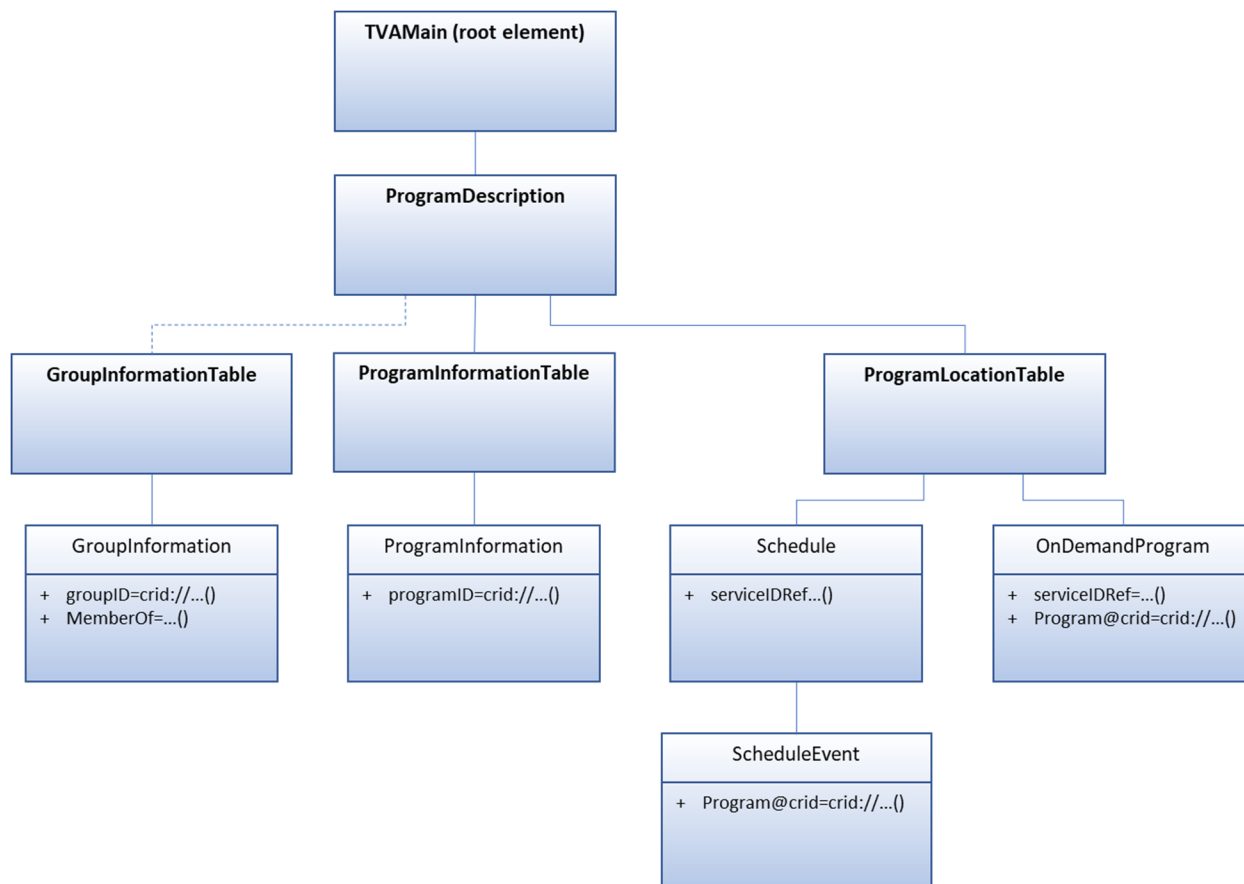 TVAMain (root element)
ProgramDescription
GroupInformationTable
ProgramInformationTable
ProgramLocationTable
GroupInformation
+ groupID=crid://...()
+ MemberOf=...()
ProgramInformation
+ programID=crid://...()
Schedule
+ serviceIDRef...()
OnDemandProgram
+ serviceIDRef=...()
+ Program@crid=crid://...()
ScheduleEvent
+ Program@crid=crid://...()